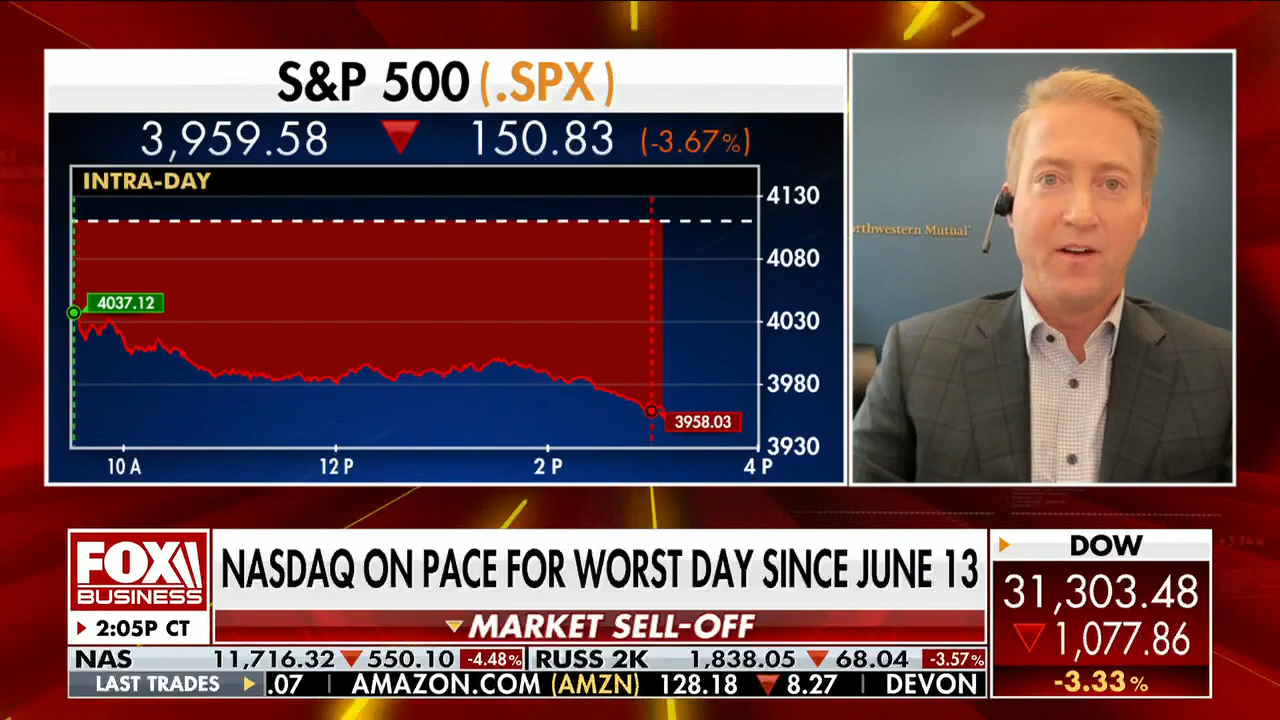 S&P 500 (.SPX)
3,959.58 ▼ 150.83 (-3.67%)
INTRA-DAY
4130
4080
4037.12
4030
3980
3958.03
3930
10 A 12 P 2 P 4 P
Northwestern Mutual
FOX
BUSINESS
2:05P CT
NASDAQ ON PACE FOR WORST DAY SINCE JUNE 13
MARKET SELL-OFF
DOW
31,303.48
▼ 1,077.86
-3.33%
NAS 11,716.32 ▼ 550.10 -4.48% RUSS 2K 1,838.05 ▼ 68.04 -3.57%
LAST TRADES .07 | AMAZON.COM (AMZN) 128.18 ▼ 8.27 | DEVON